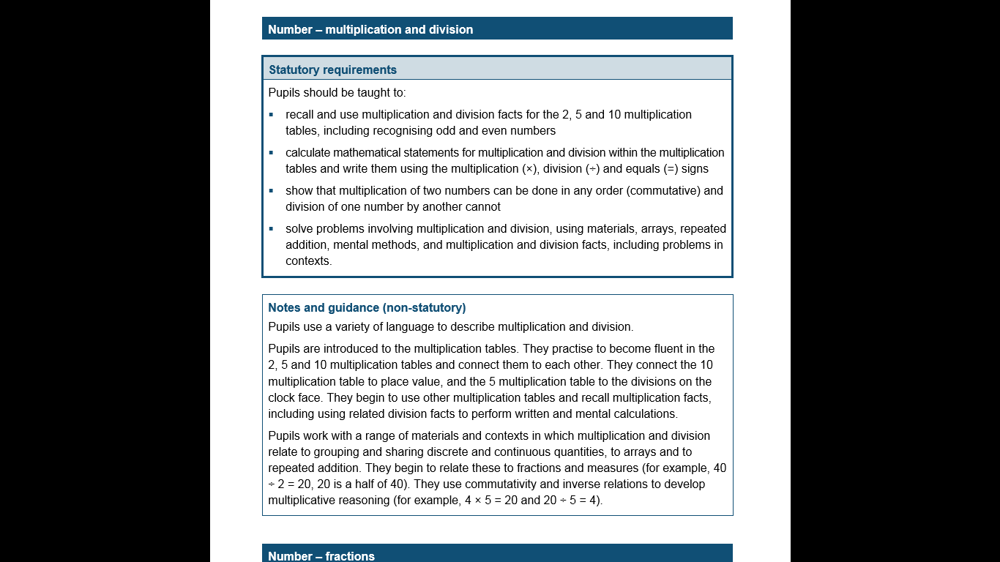 Number – multiplication and division
Statutory requirements
Pupils should be taught to:
▪ recall and use multiplication and division facts for the 2, 5 and 10 multiplication
tables, including recognising odd and even numbers
▪ calculate mathematical statements for multiplication and division within the multiplication
tables and write them using the multiplication (×), division (÷) and equals (=) signs
▪ show that multiplication of two numbers can be done in any order (commutative) and
division of one number by another cannot
▪ solve problems involving multiplication and division, using materials, arrays, repeated
addition, mental methods, and multiplication and division facts, including problems in
contexts.
Notes and guidance (non-statutory)
Pupils use a variety of language to describe multiplication and division.
Pupils are introduced to the multiplication tables. They practise to become fluent in the
2, 5 and 10 multiplication tables and connect them to each other. They connect the 10
multiplication table to place value, and the 5 multiplication table to the divisions on the
clock face. They begin to use other multiplication tables and recall multiplication facts,
including using related division facts to perform written and mental calculations.
Pupils work with a range of materials and contexts in which multiplication and division
relate to grouping and sharing discrete and continuous quantities, to arrays and to
repeated addition. They begin to relate these to fractions and measures (for example, 40
÷ 2 = 20, 20 is a half of 40). They use commutativity and inverse relations to develop
multiplicative reasoning (for example, 4 × 5 = 20 and 20 ÷ 5 = 4).
Number – fractions